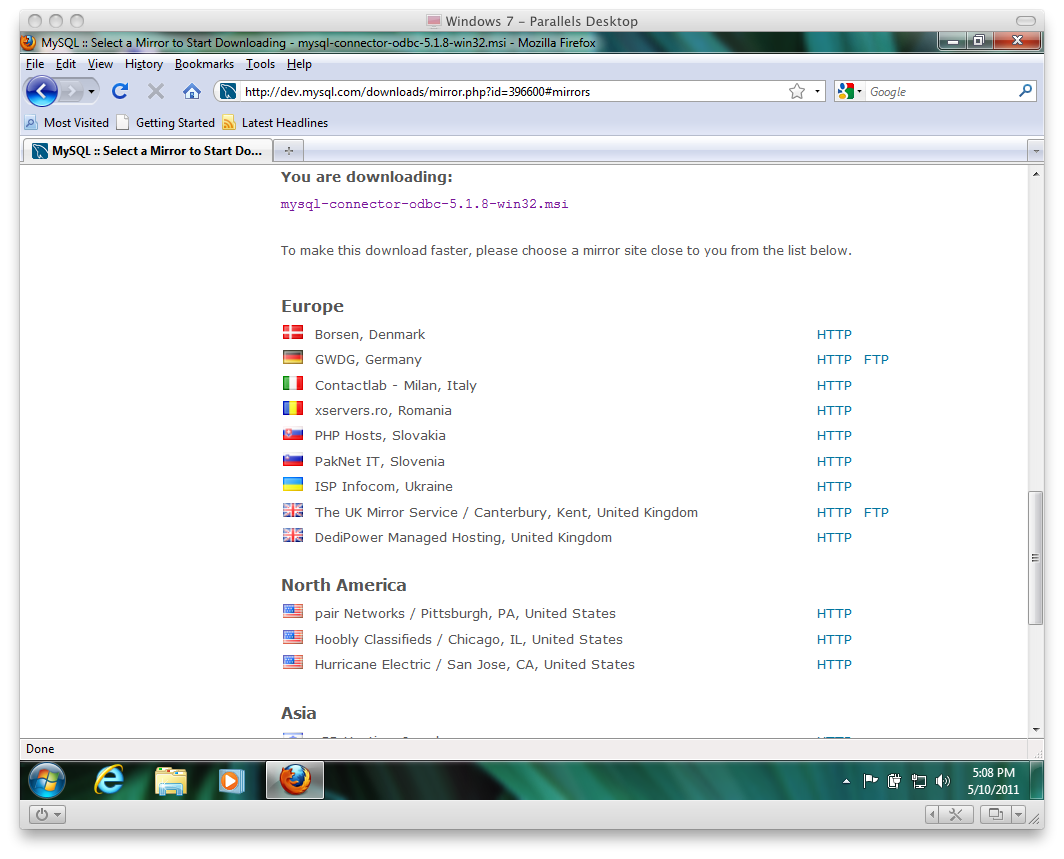 Windows 7 - Parallels Desktop
MySQL :: Select a Mirror to Start Downloading - mysql-connector-odbc-5.1.8-win32.msi - Mozilla Firefox
File Edit View History Bookmarks Tools Help
http://dev.mysql.com/downloads/mirror.php?id=396600#mirrors Google
Most Visited Getting Started Latest Headlines
MySQL :: Select a Mirror to Start Do...
You are downloading:
mysql-connector-odbc-5.1.8-win32.msi
To make this download faster, please choose a mirror site close to you from the list below.
Europe
Borsen, Denmark HTTP
GWDG, Germany HTTP FTP
Contactlab - Milan, Italy HTTP
xservers.ro, Romania HTTP
PHP Hosts, Slovakia HTTP
PakNet IT, Slovenia HTTP
ISP Infocom, Ukraine HTTP
The UK Mirror Service / Canterbury, Kent, United Kingdom HTTP FTP
DediPower Managed Hosting, United Kingdom HTTP
North America
pair Networks / Pittsburgh, PA, United States HTTP
Hoobly Classifieds / Chicago, IL, United States HTTP
Hurricane Electric / San Jose, CA, United States HTTP
Asia
Done
5:08 PM
5/10/2011